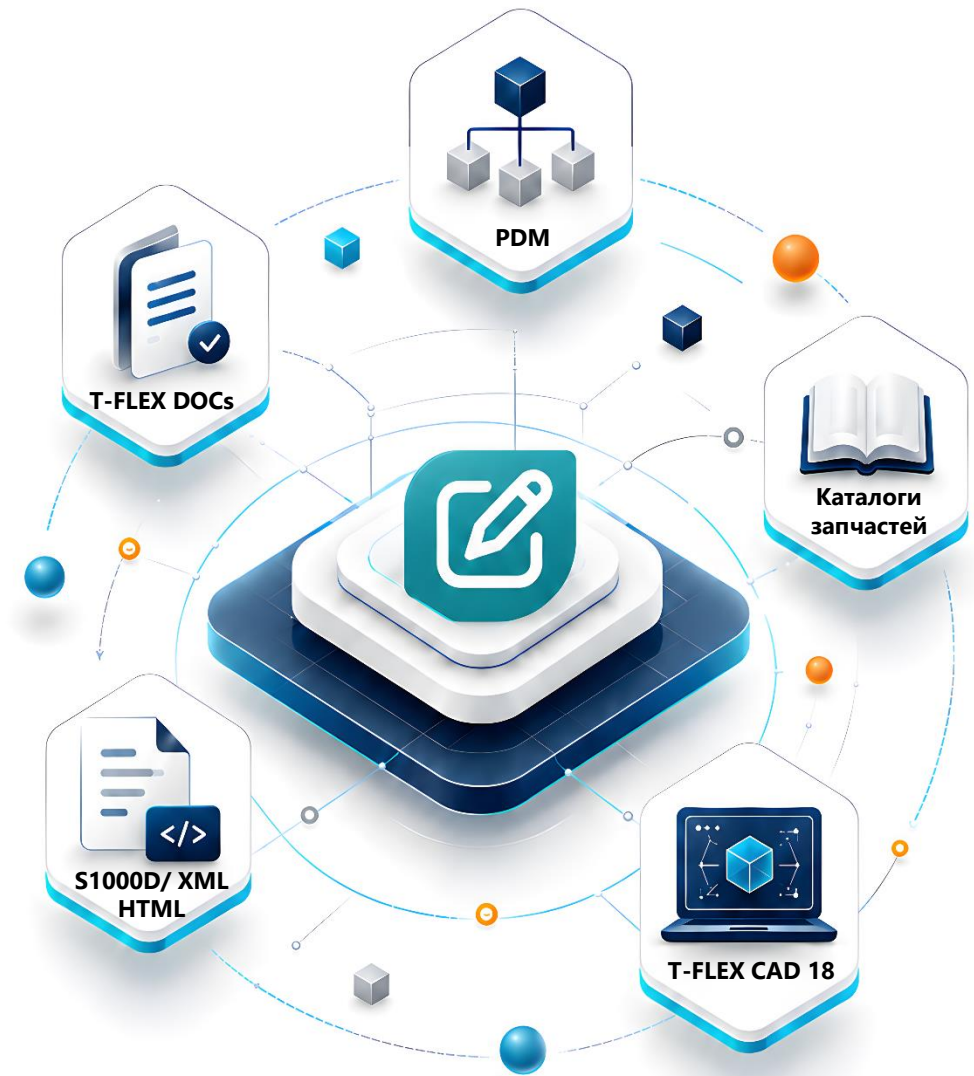 PDM
T-FLEX DOCs
Каталоги
запчастей
</>
S1000D/ XML
HTML
T-FLEX CAD 18